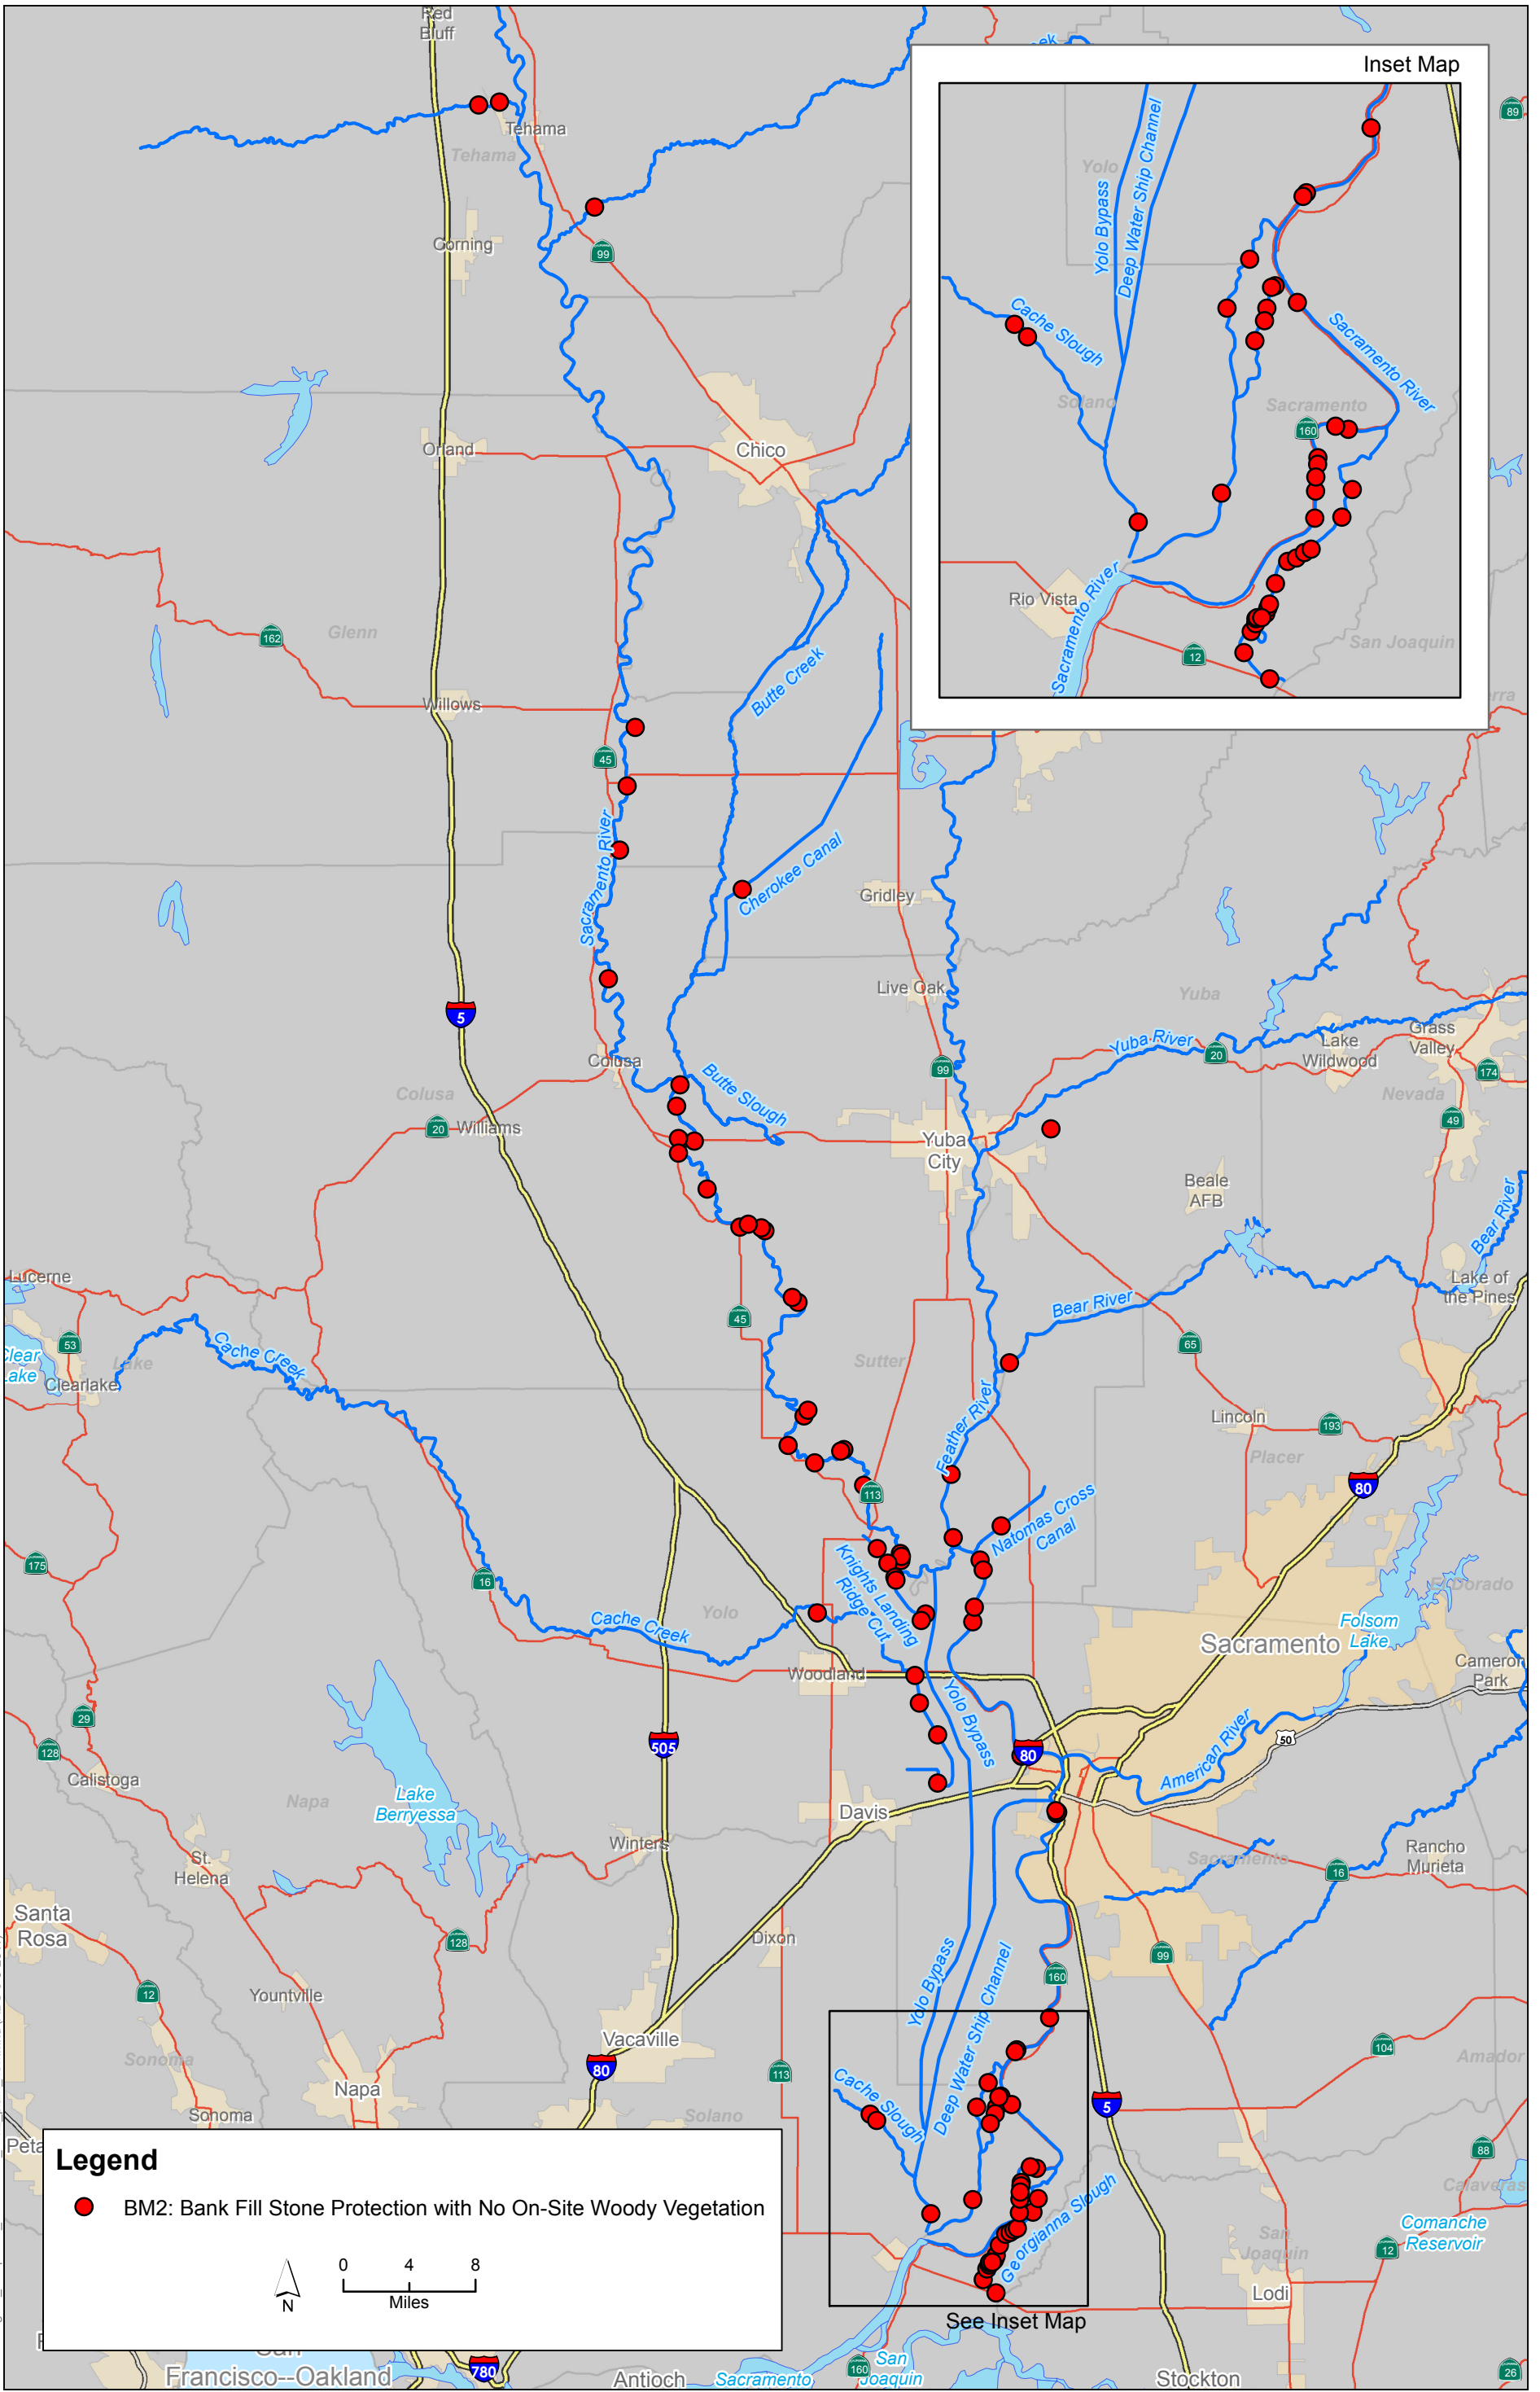 Red
Bluff
Inset Map
89
Tehama
Tehama
Corning
99
Yolo
Yolo Bypass
Deep Water Ship Channel
Cache Slough
Solano
Sacramento River
Sacramento
160
Rio Vista
Sacramento River
12
San Joaquin
Orland
Chico
162
Glenn
Willows
45
Butte Creek
Sacramento River
Cherokee Canal
Gridley
Live Oak
5
Colusa
Colusa
Butte Slough
99
Yuba
Yuba River
20
Lake
Wildwood
Grass
Valley
174
Nevada
49
20
Williams
Yuba
City
Beale
AFB
Bear River
Lucerne
Lake of
the Pines
Bear River
45
53
Clear
Lake
Clearlake
Lake
Cache Creek
Sutter
65
Feather River
Lincoln
193
Placer
80
113
Natomas Cross
Canal
175
16
Knights Landing
Ridge Cut
Yolo
Cache Creek
El Dorado
Folsom
Lake
Sacramento
Cameron
Park
Woodland
Yolo Bypass
29
128
505
80
50
American River
Calistoga
Napa
Lake
Berryessa
Davis
Winters
St.
Helena
Sacramento
Rancho
Murieta
16
Santa
Rosa
128
Dixon
99
12
Yountville
160
Yolo Bypass
Deep Water Ship Channel
Vacaville
80
Sonoma
Napa
113
104
Amador
Cache Slough
Sonoma
Solano
5
88
Calaveras
Georgianna Slough
Legend
BM2: Bank Fill Stone Protection with No On-Site Woody Vegetation
0 4 8
Miles
N
San
Joaquin
Comanche
Reservoir
12
Lodi
See Inset Map
San
Francisco--Oakland
780
Antioch
Sacramento
160
San
Joaquin
Stockton
26